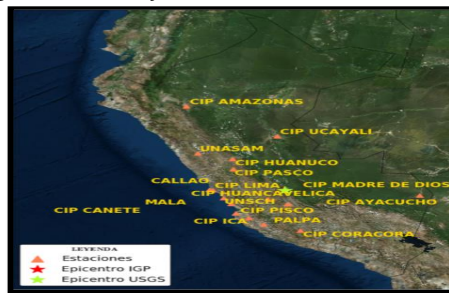 CIP AMAZONAS
CIP UCAYALI
UNASAM
CIP HUANUCO
CIP PASCO
CALLAO
CIP LIMA
CIP MADRE DE DIOS
CIP HUANCAVELICA
MALA
UNSCH
CIP AYACUCHO
CIP CANETE
CIP PISCO
CIP ICA
PALPA
CIP CORACORA
LEYENDA
Estaciones
Epicentro IGP
Epicentro USGS